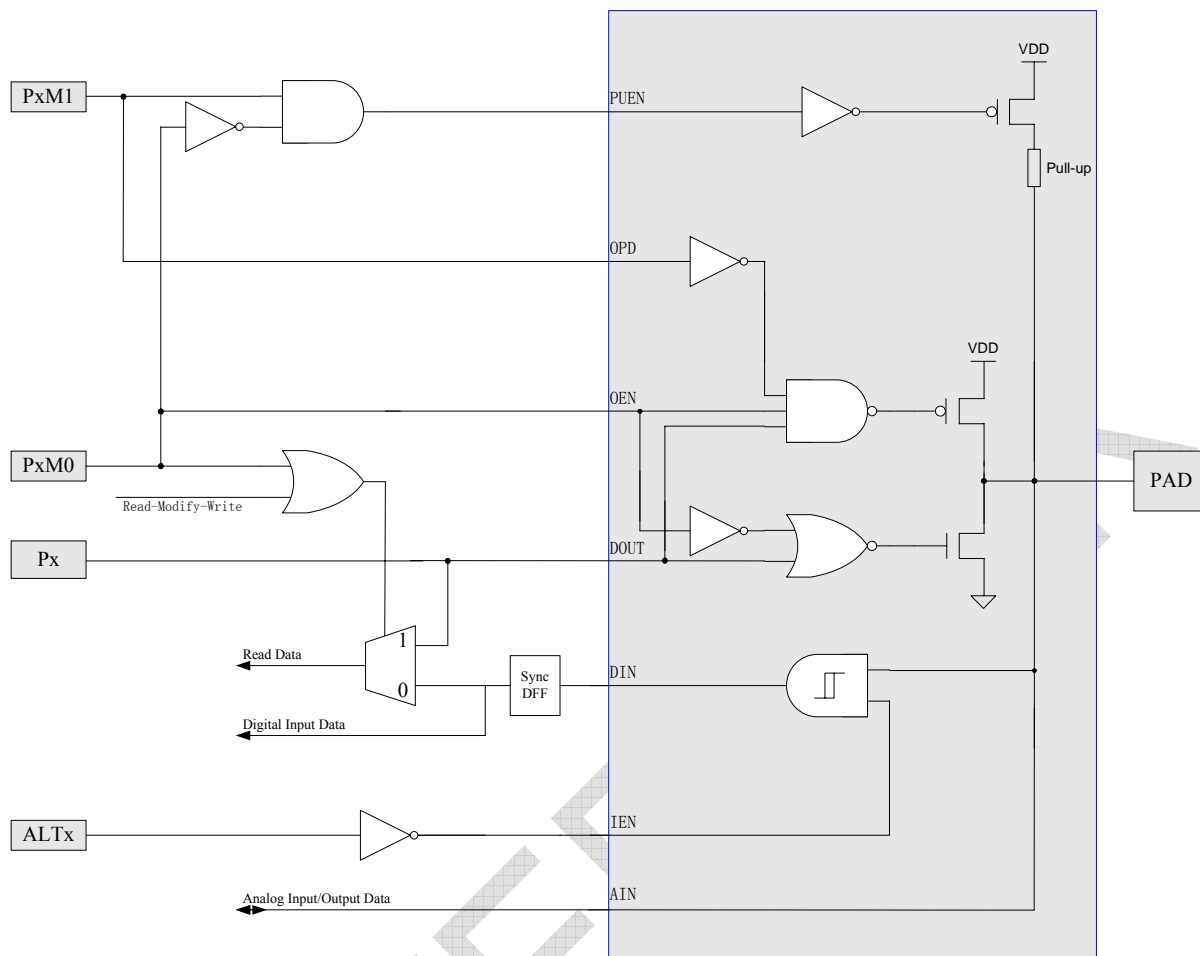 VDD
PxM1
PUEN
Pull-up
OPD
VDD
OEN
PxM0
Read-Modify-Write
PAD
DOUT
Px
1
Read Data
0
Sync
DFF
DIN
Digital Input Data
ALTx
IEN
Analog Input/Output Data
AIN